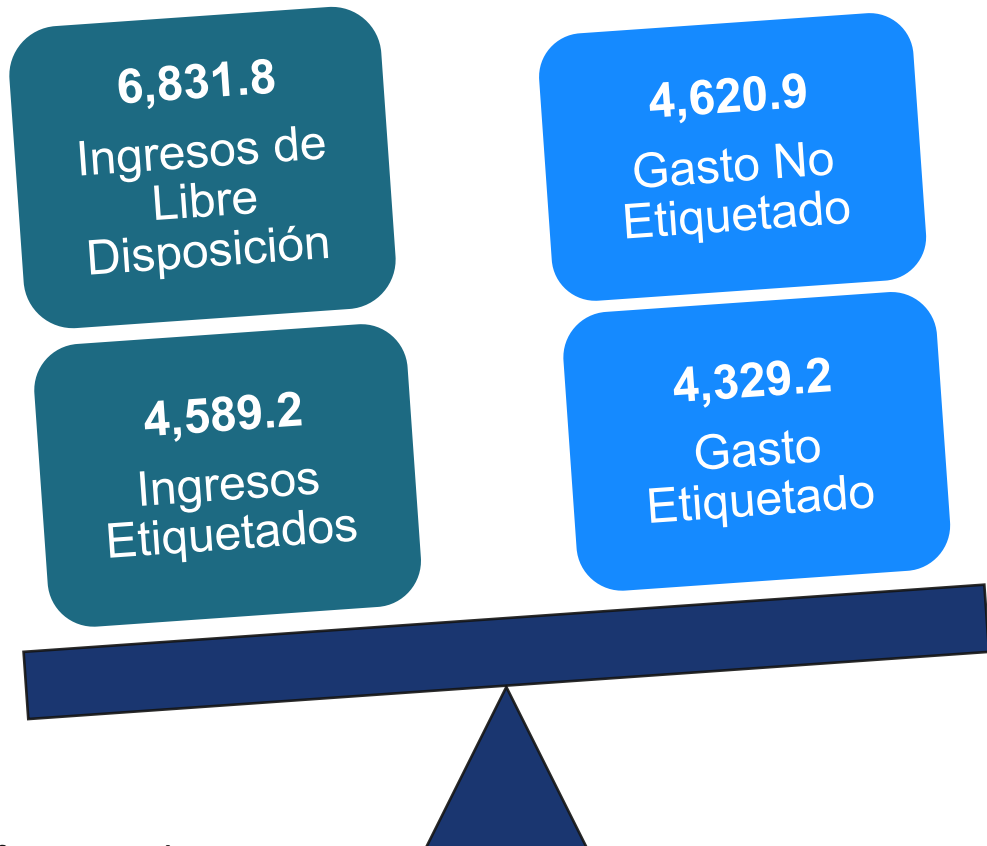 6,831.8
Ingresos de
Libre
Disposición
4,589.2
Ingresos
Etiquetados
4,620.9
Gasto No
Etiquetado
4,329.2
Gasto
Etiquetado